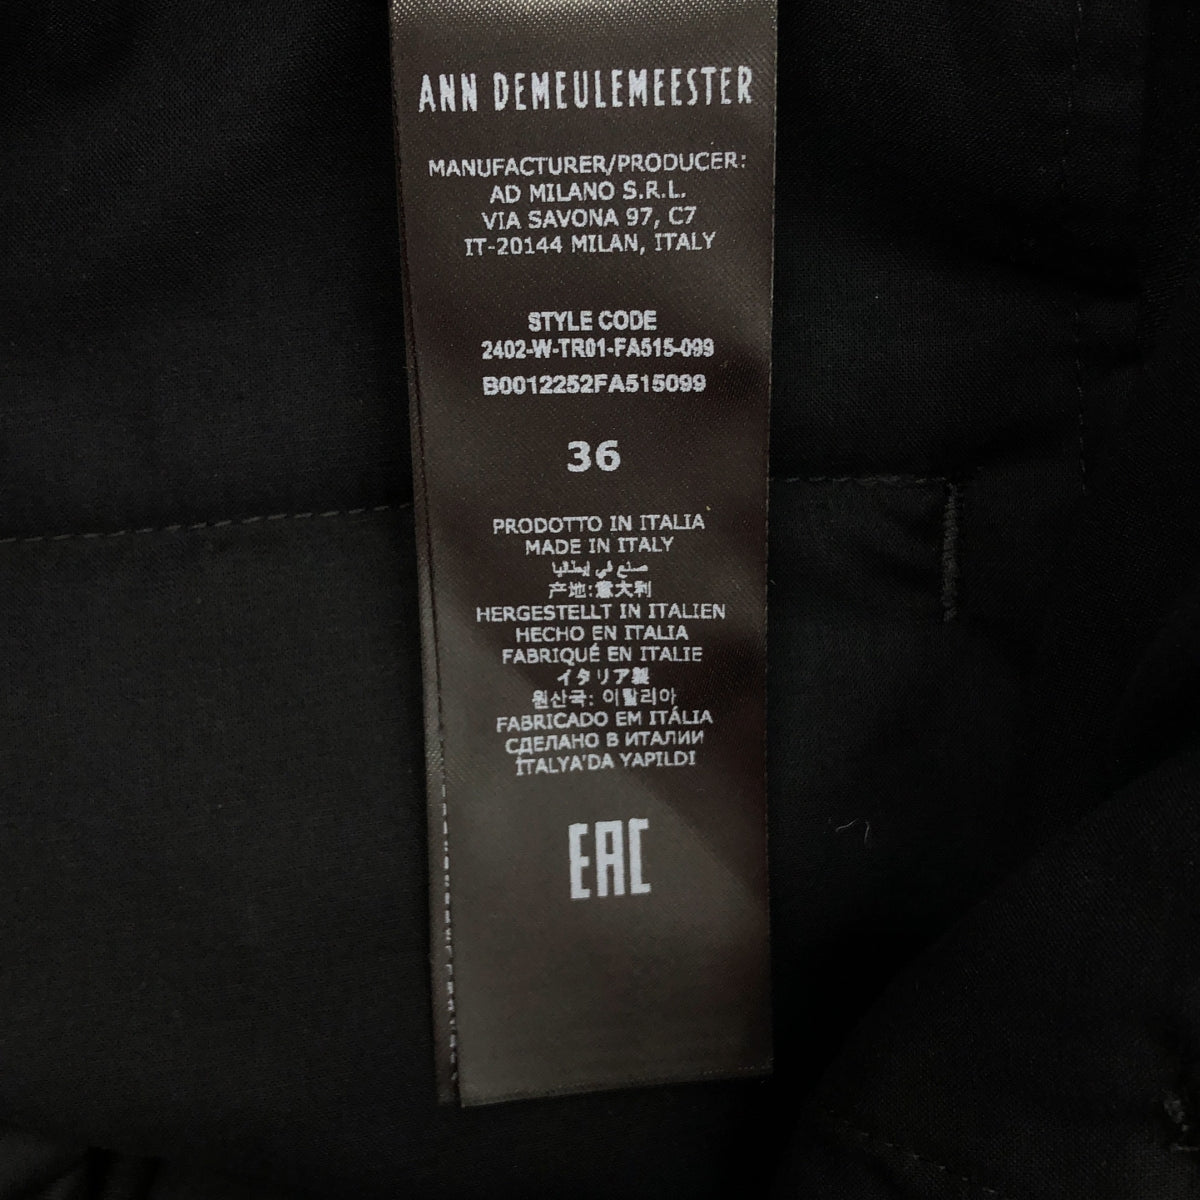 ANN DEMEULEMEESTER
MANUFACTURER/PRODUCER:
AD MILANO S.R.L.
VIA SAVONA 97, C7
IT-20144 MILAN, ITALY
STYLE CODE
2402-W-TR01-FA515-099
B0012252FA515099
36
PRODOTTO IN ITALIA
MADE IN ITALY
صنع في إيطاليا
产地:意大利
HERGESTELLT IN ITALIEN
HECHO EN ITALIA
FABRIQUÉ EN ITALIE
イタリア製
원산국: 이탈리아
FABRICADO EM ITÁLIA
СДЕЛАНО В ИТАЛИИ
İTALYA'DA YAPILDI
EAC